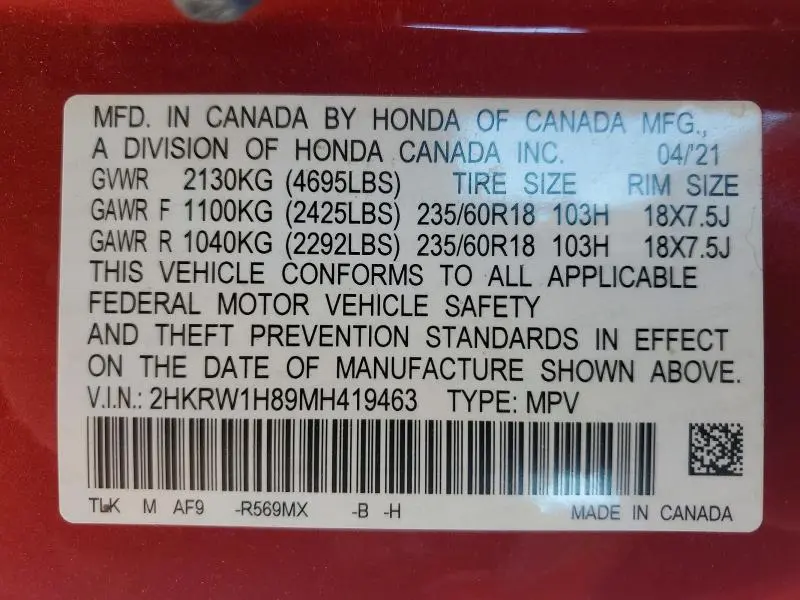 MFD. IN CANADA BY HONDA OF CANADA MFG.,
A DIVISION OF HONDA CANADA INC. 04/'21
GVWR 2130KG (4695LBS) TIRE SIZE RIM SIZE
GAWR F 1100KG (2425LBS) 235/60R18 103H 18X7.5J
GAWR R 1040KG (2292LBS) 235/60R18 103H 18X7.5J
THIS VEHICLE CONFORMS TO ALL APPLICABLE
FEDERAL MOTOR VEHICLE SAFETY
AND THEFT PREVENTION STANDARDS IN EFFECT
ON THE DATE OF MANUFACTURE SHOWN ABOVE.
V.I.N.: 2HKRW1H89MH419463 TYPE: MPV
M AF9 -R569MX -B -H MADE IN CANADA